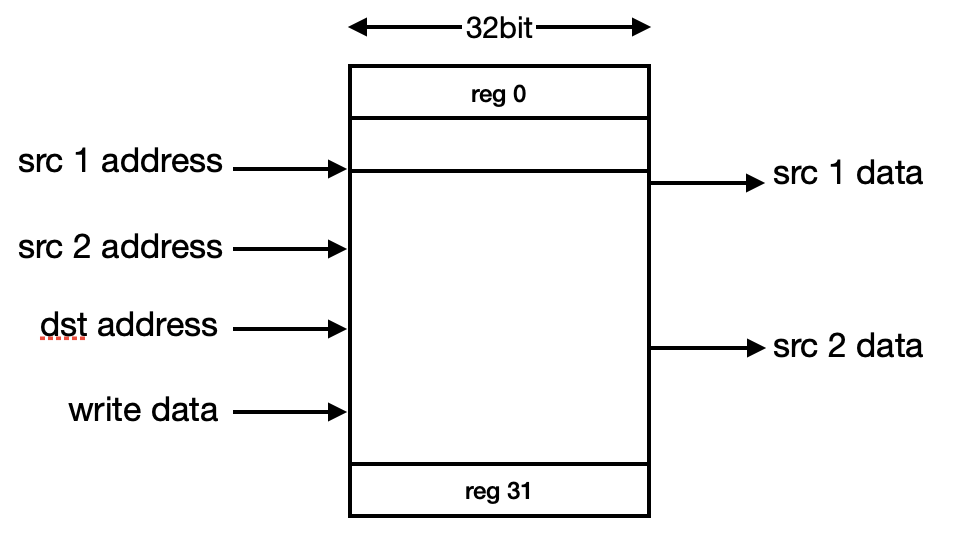 32bit
reg 0
src 1 address
src 1 data
src 2 address
dst address
src 2 data
write data
reg 31